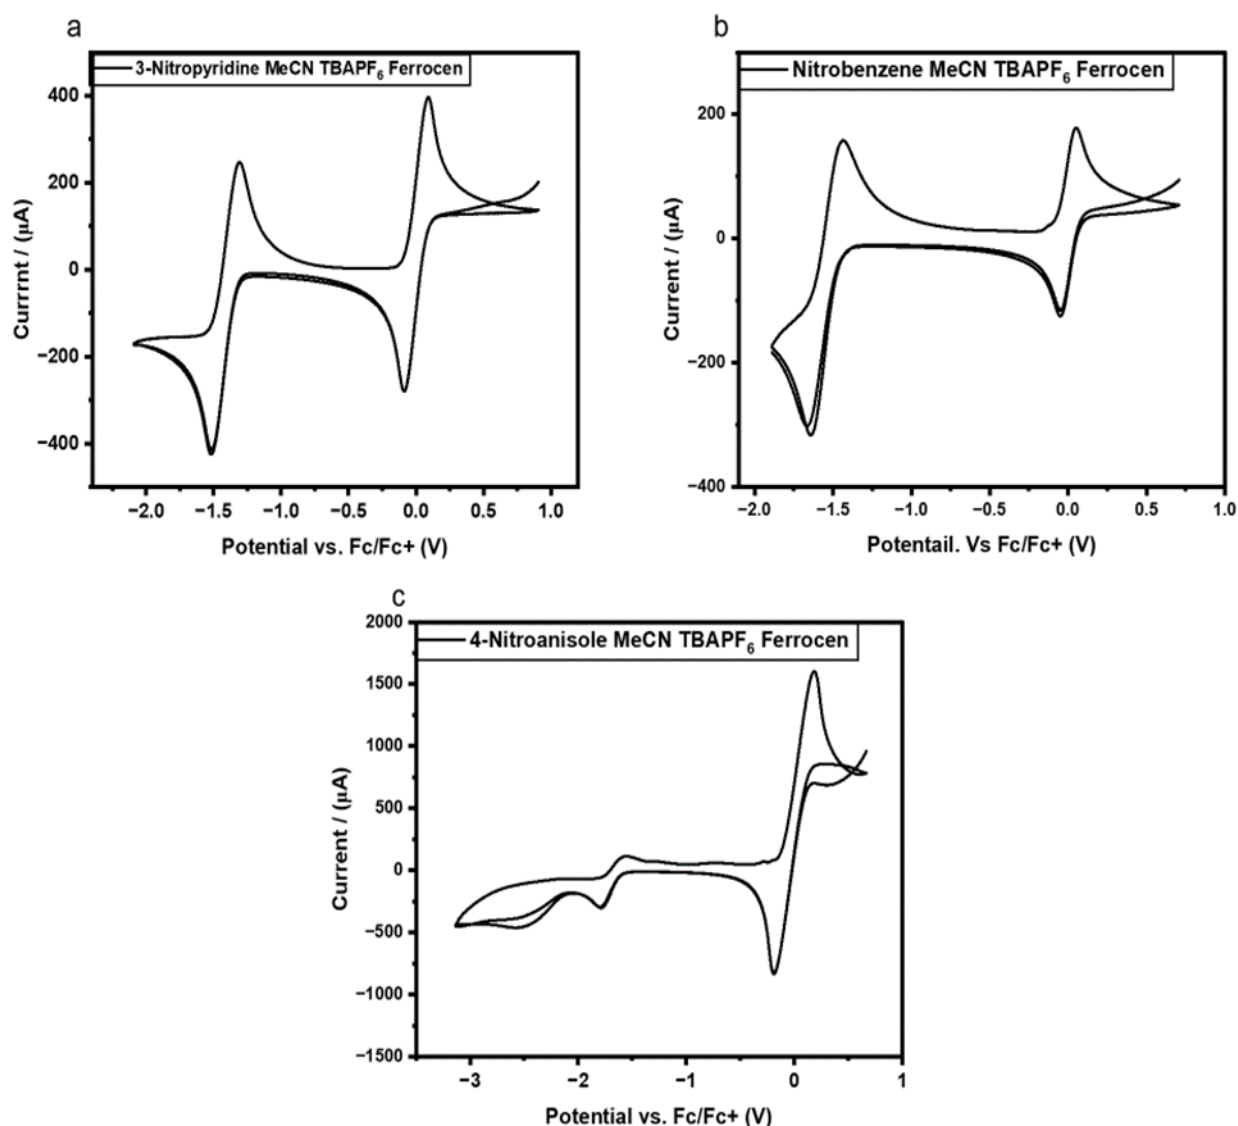 a
3-Nitropyridine MeCN TBAPF6 Ferrocen
400
200
0
−200
−400
Currrnt / (µA)
−2.0 −1.5 −1.0 −0.5 0.0 0.5 1.0
Potential vs. Fc/Fc+ (V)
b
Nitrobenzene MeCN TBAPF6 Ferrocen
200
0
−200
−400
Current / (µA)
−2.0 −1.5 −1.0 −0.5 0.0 0.5 1.0
Potentail. Vs Fc/Fc+ (V)
c
4-Nitroanisole MeCN TBAPF6 Ferrocen
2000
1500
1000
500
0
−500
−1000
−1500
Current / (µA)
−3 −2 −1 0 1
Potential vs. Fc/Fc+ (V)